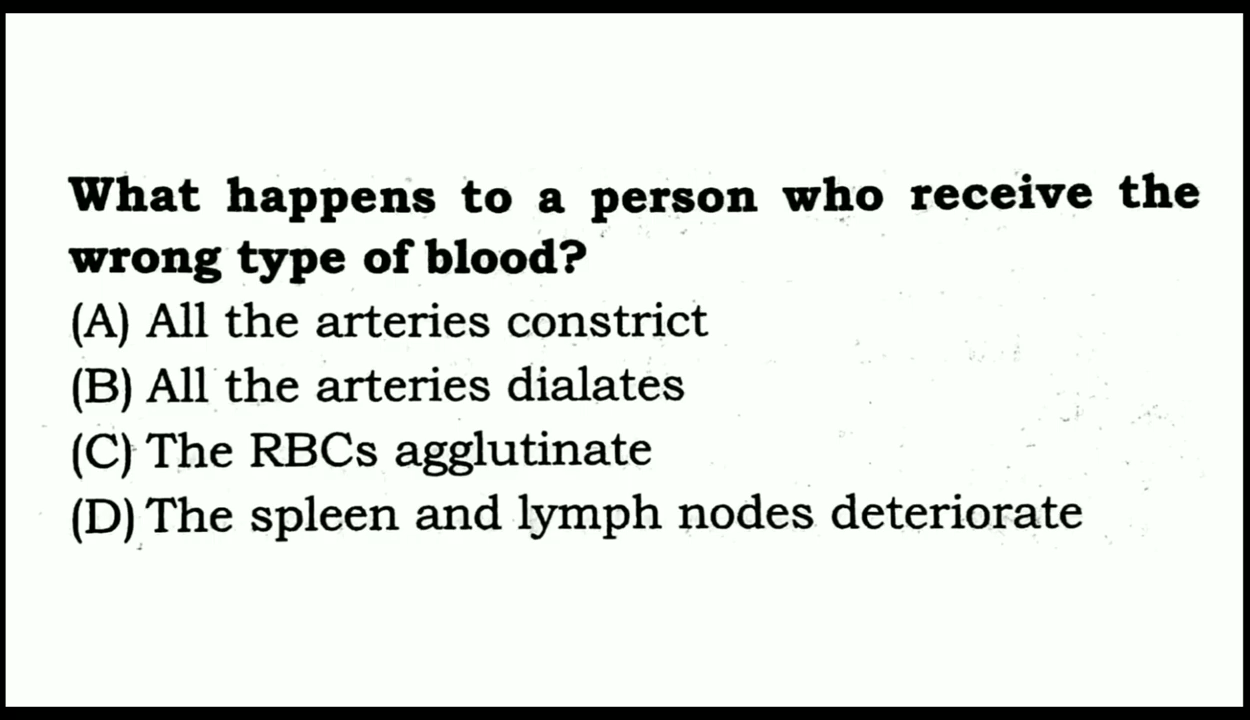 What happens to a person who receive the
wrong type of blood?
(A) All the arteries constrict
(B) All the arteries dialates
(C) The RBCs agglutinate
(D) The spleen and lymph nodes deteriorate